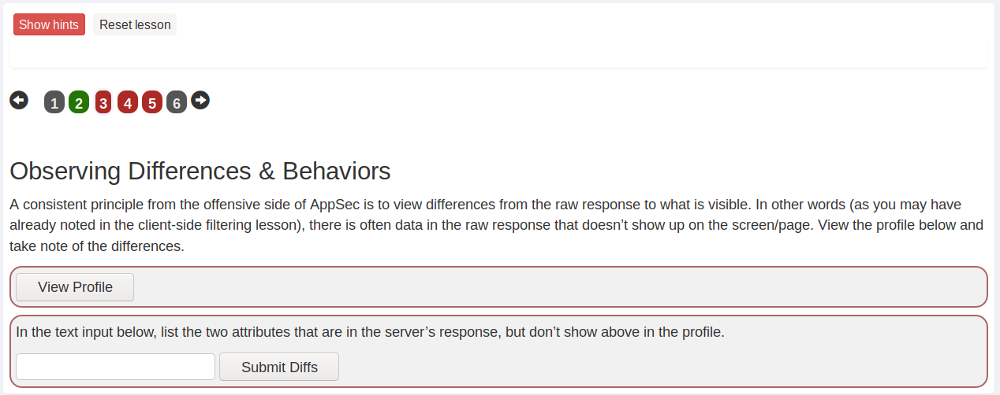 Show hints Reset lesson
1 2 3 4 5 6
Observing Differences & Behaviors
A consistent principle from the offensive side of AppSec is to view differences from the raw response to what is visible. In other words (as you may have
already noted in the client-side filtering lesson), there is often data in the raw response that doesn’t show up on the screen/page. View the profile below and
take note of the differences.
View Profile
In the text input below, list the two attributes that are in the server’s response, but don’t show above in the profile.
Submit Diffs